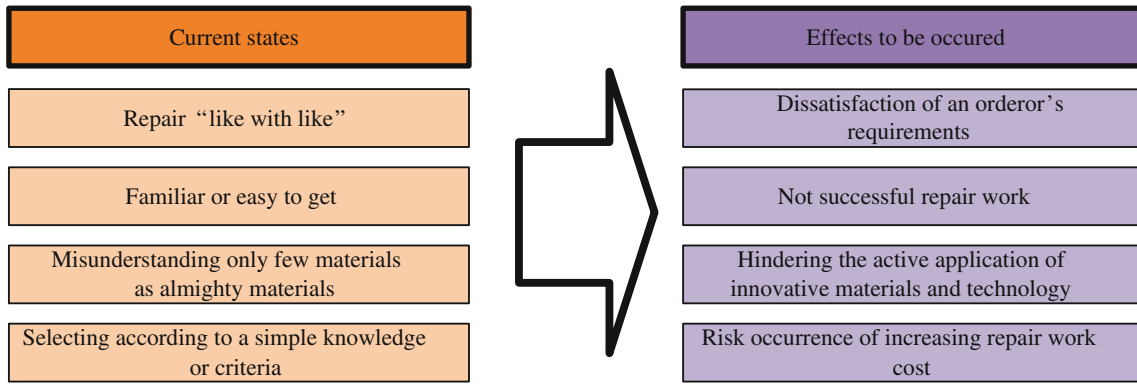 Current states
Repair “like with like”
Familiar or easy to get
Misunderstanding only few materials
as almighty materials
Selecting according to a simple knowledge
or criteria
Effects to be occured
Dissatisfaction of an orderor’s
requirements
Not successful repair work
Hindering the active application of
innovative materials and technology
Risk occurrence of increasing repair work
cost